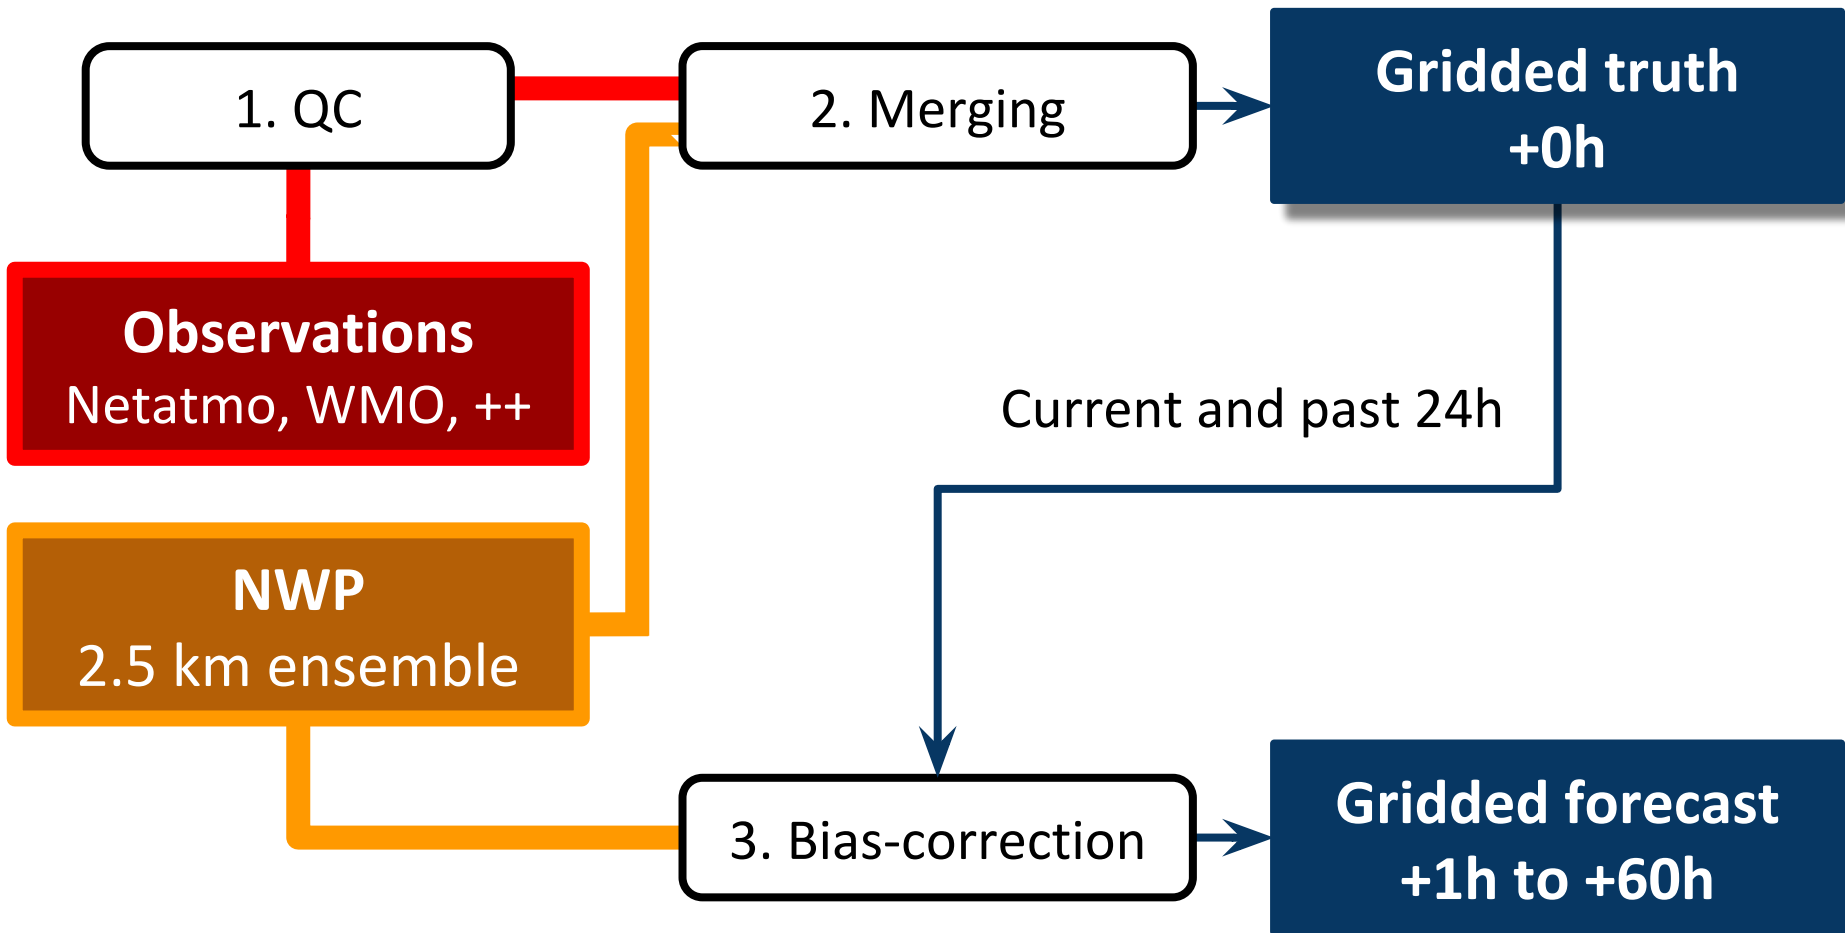 1. QC
2. Merging
Gridded truth
+0h
Observations
Netatmo, WMO, ++
Current and past 24h
NWP
2.5 km ensemble
3. Bias-correction
Gridded forecast
+1h to +60h